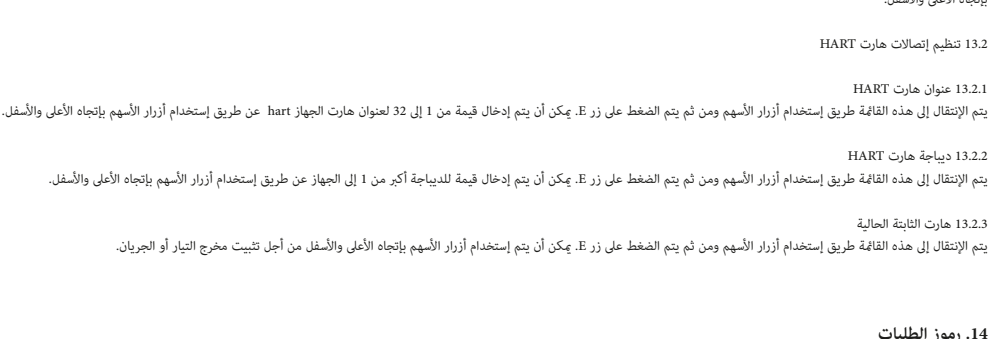 بإتجاه الأعلى والأسفل.
13.2 تنظيم إتصالات هارت HART
13.2.1 عنوان هارت HART
يتم الإنتقال إلى هذه القائمة طريق إستخدام أزرار الأسهم ومن ثم يتم الضغط على زر E. يمكن أن يتم إدخال قيمة من 1 إلى 32 لعنوان هارت الجهاز hart عن طريق إستخدام أزرار الأسهم بإتجاه الأعلى والأسفل.
13.2.2 ديباجة هارت HART
يتم الإنتقال إلى هذه القائمة طريق إستخدام أزرار الأسهم ومن ثم يتم الضغط على زر E. يمكن أن يتم إدخال قيمة للديباجة أكبر من 1 إلى الجهاز عن طريق إستخدام أزرار الأسهم بإتجاه الأعلى والأسفل.
13.2.3 هارت الثابتة الحالية
يتم الإنتقال إلى هذه القائمة طريق إستخدام أزرار الأسهم ومن ثم يتم الضغط على زر E. يمكن أن يتم إستخدام أزرار الأسهم بإتجاه الأعلى والأسفل من أجل تثبيت مخرج التيار أو الجريان.
14. رموز الطلبات